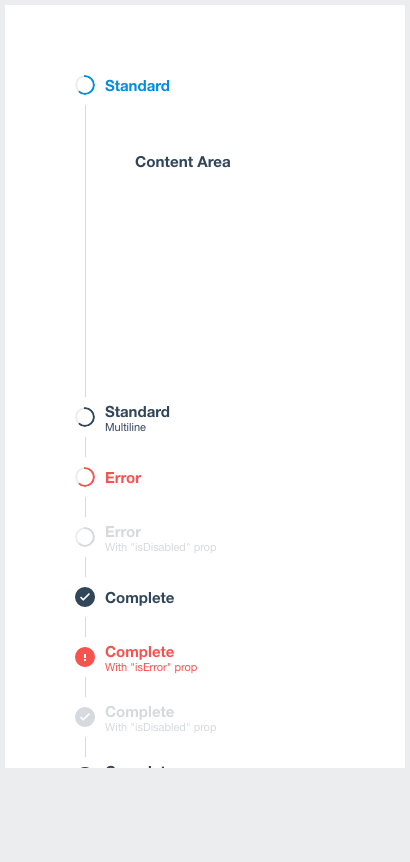 Standard
Content Area
Standard
Multiline
Error
Error
With "isDisabled" prop
Complete
Complete
With "isError" prop
Complete
With "isDisabled" prop